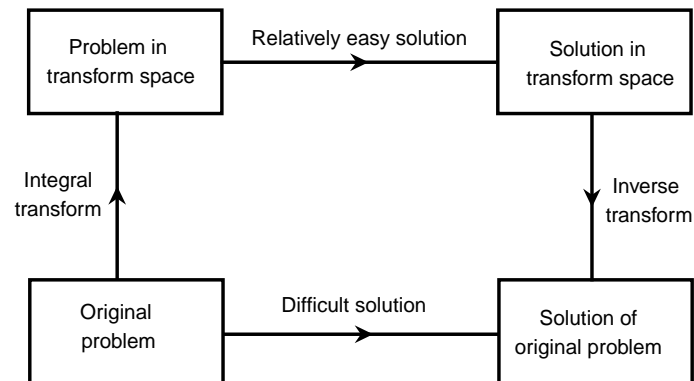 Problem in
transform space
Relatively easy solution
Solution in
transform space
Integral
transform
Inverse
transform
Original
problem
Difficult solution
Solution of
original problem